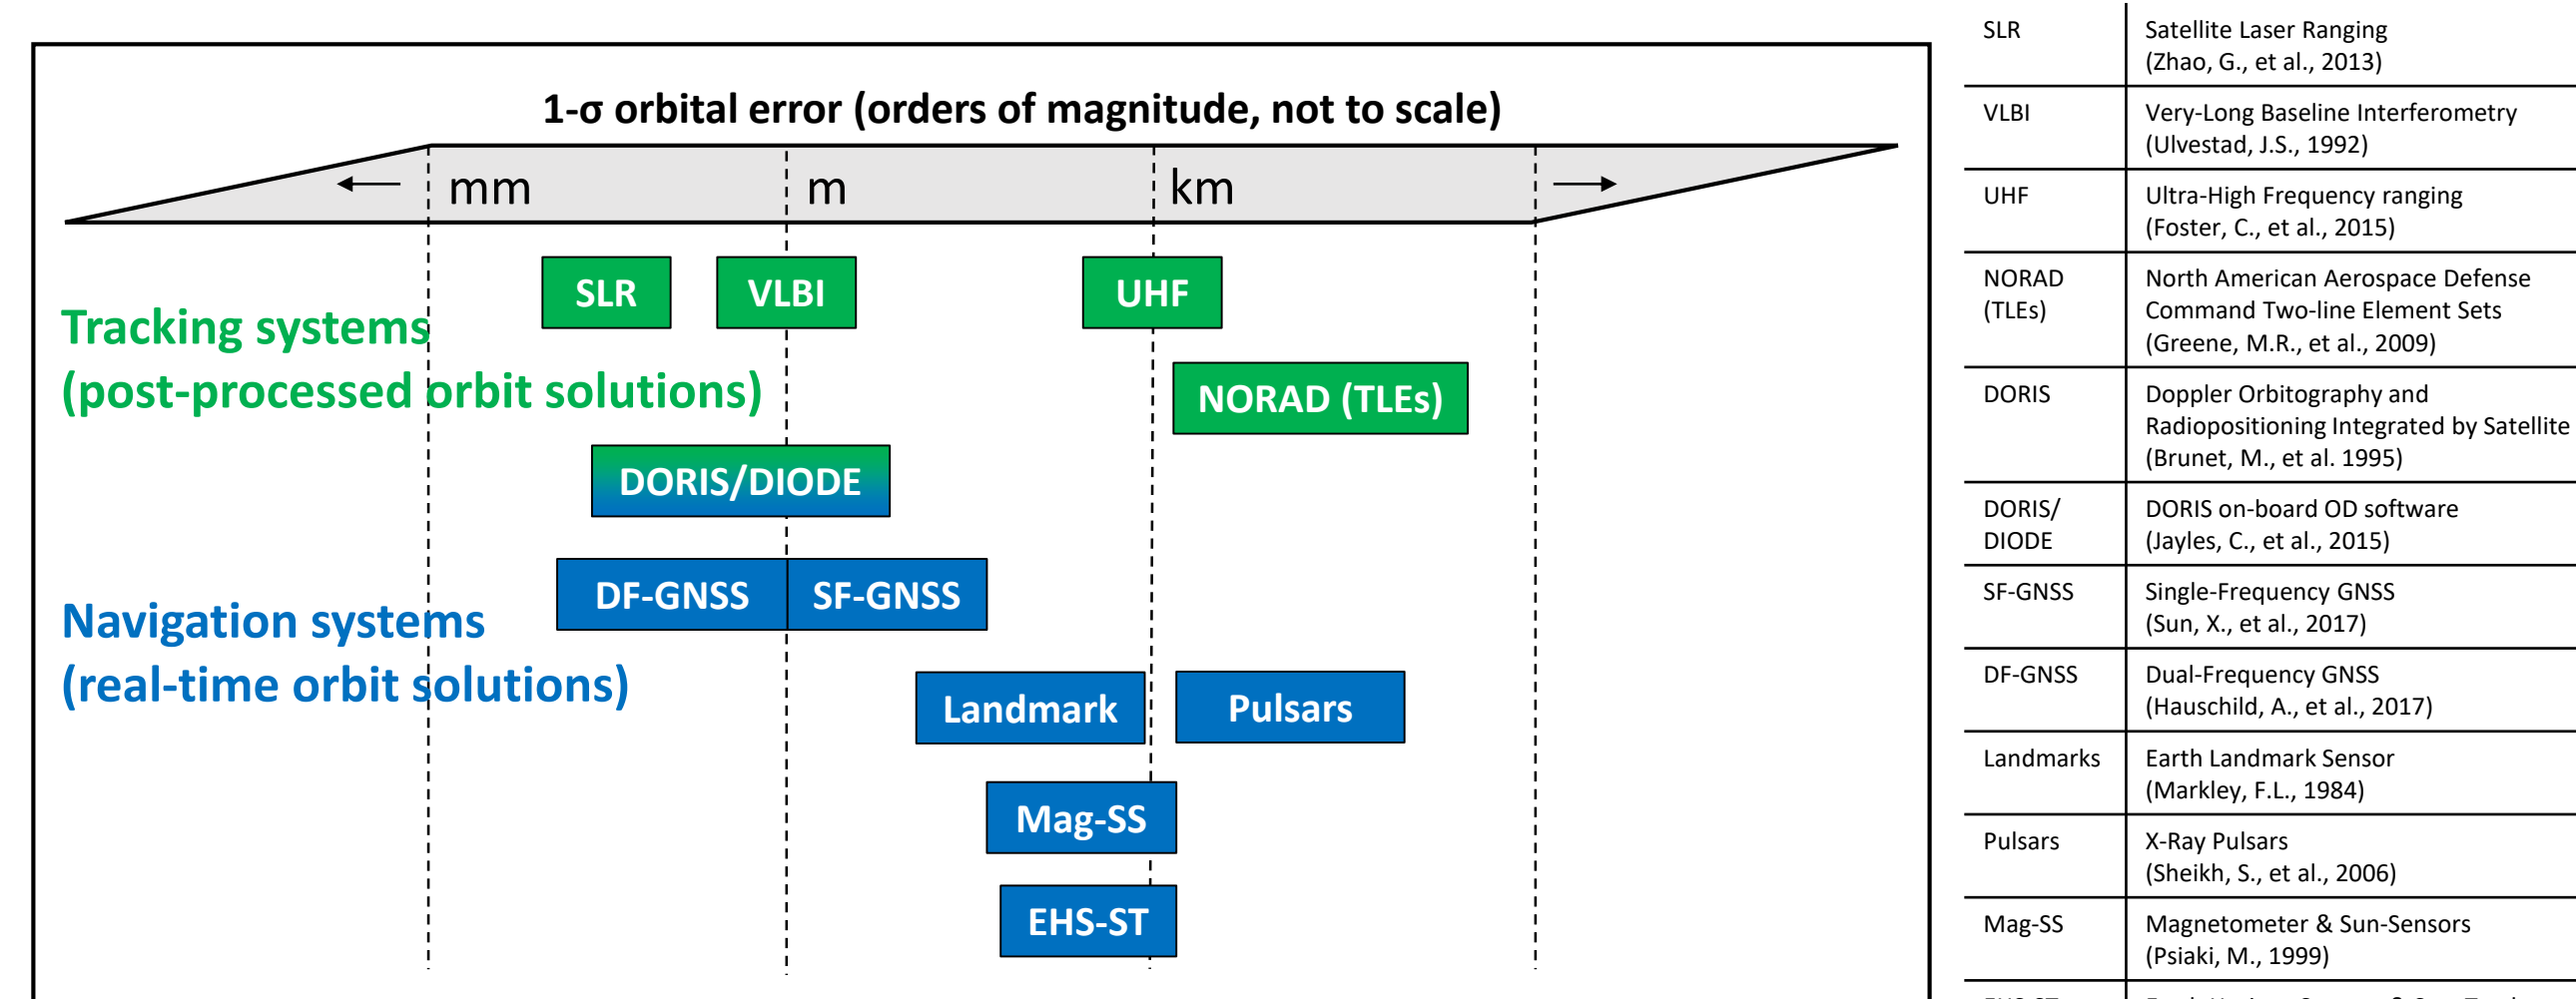 1-σ orbital error (orders of magnitude, not to scale)
mm
m
km
SLR
VLBI
UHF
Tracking systems
(post-processed orbit solutions)
NORAD (TLEs)
DORIS/DIODE
DF-GNSS
SF-GNSS
Navigation systems
(real-time orbit solutions)
Landmark
Pulsars
Mag-SS
EHS-ST
SLR
Satellite Laser Ranging
(Zhao, G., et al., 2013)
VLBI
Very-Long Baseline Interferometry
(Ulvestad, J.S., 1992)
UHF
Ultra-High Frequency ranging
(Foster, C., et al., 2015)
NORAD
(TLEs)
North American Aerospace Defense
Command Two-line Element Sets
(Greene, M.R., et al., 2009)
DORIS
Doppler Orbitography and
Radiopositioning Integrated by Satellite
(Brunet, M., et al. 1995)
DORIS/
DIODE
DORIS on-board OD software
(Jayles, C., et al., 2015)
SF-GNSS
Single-Frequency GNSS
(Sun, X., et al., 2017)
DF-GNSS
Dual-Frequency GNSS
(Hauschild, A., et al., 2017)
Landmarks
Earth Landmark Sensor
(Markley, F.L., 1984)
Pulsars
X-Ray Pulsars
(Sheikh, S., et al., 2006)
Mag-SS
Magnetometer & Sun-Sensors
(Psiaki, M., 1999)